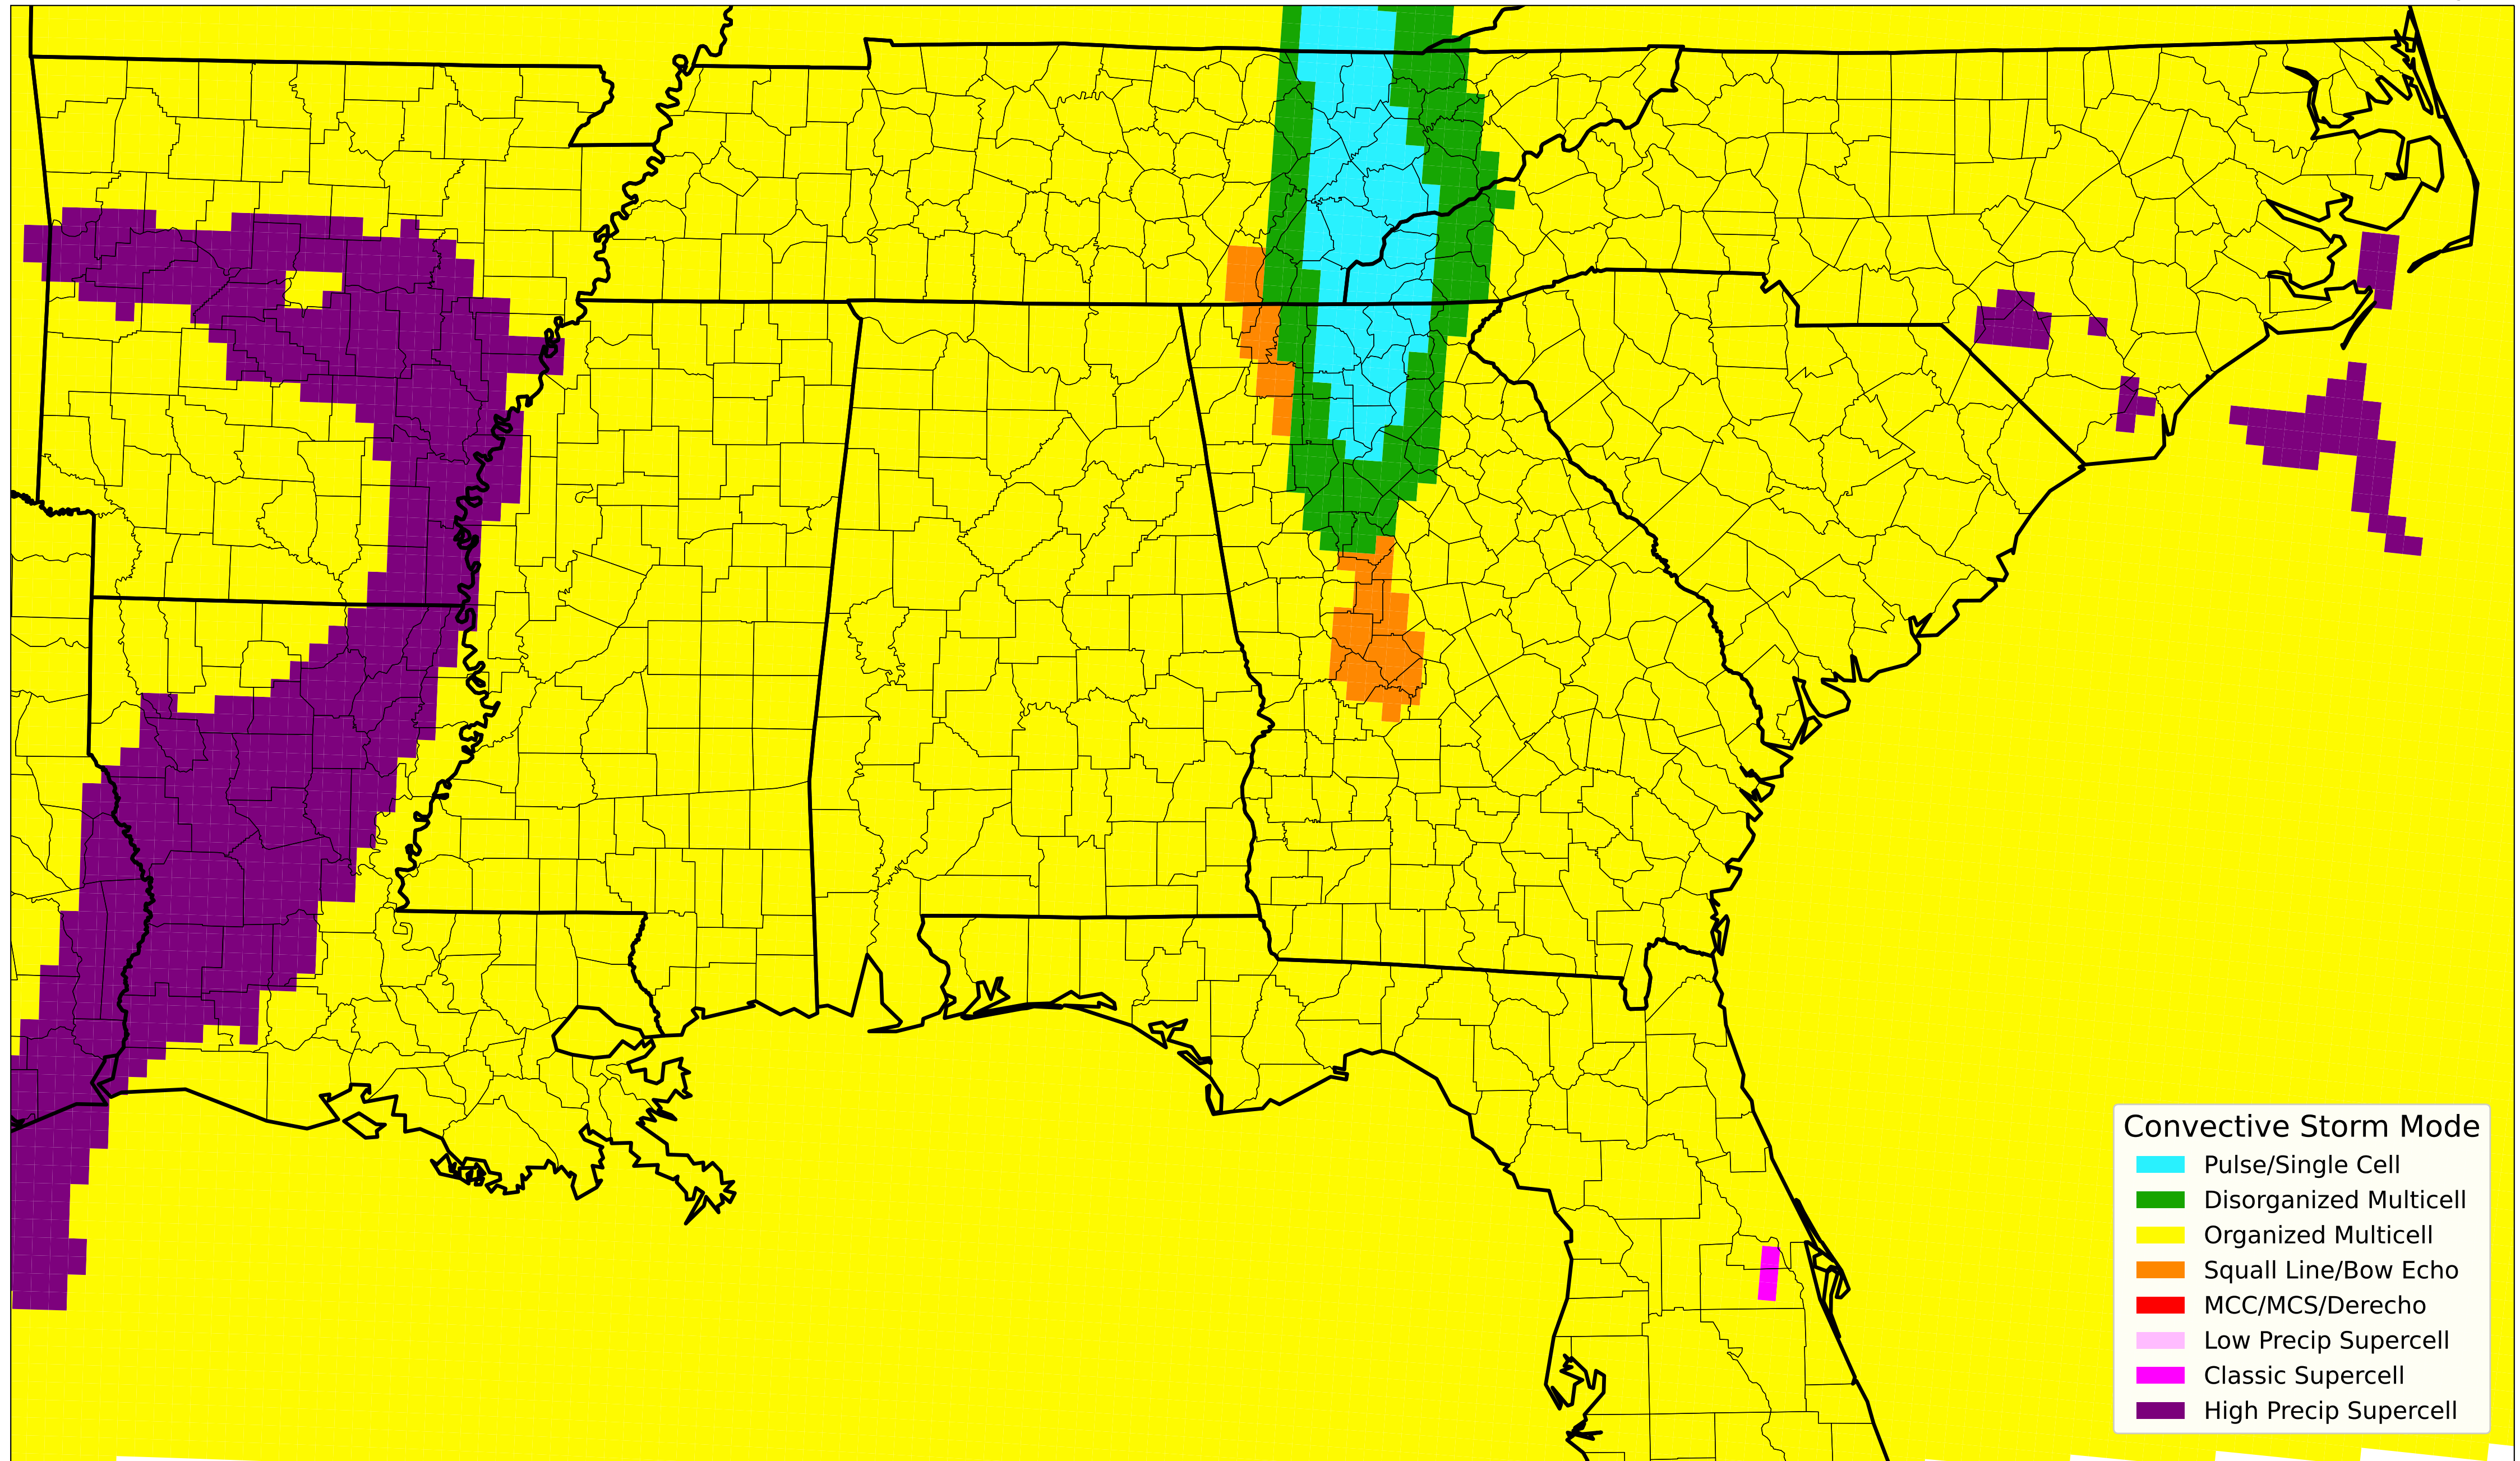 Convective Storm Mode
Pulse/Single Cell
Disorganized Multicell
Organized Multicell
Squall Line/Bow Echo
MCC/MCS/Derecho
Low Precip Supercell
Classic Supercell
High Precip Supercell